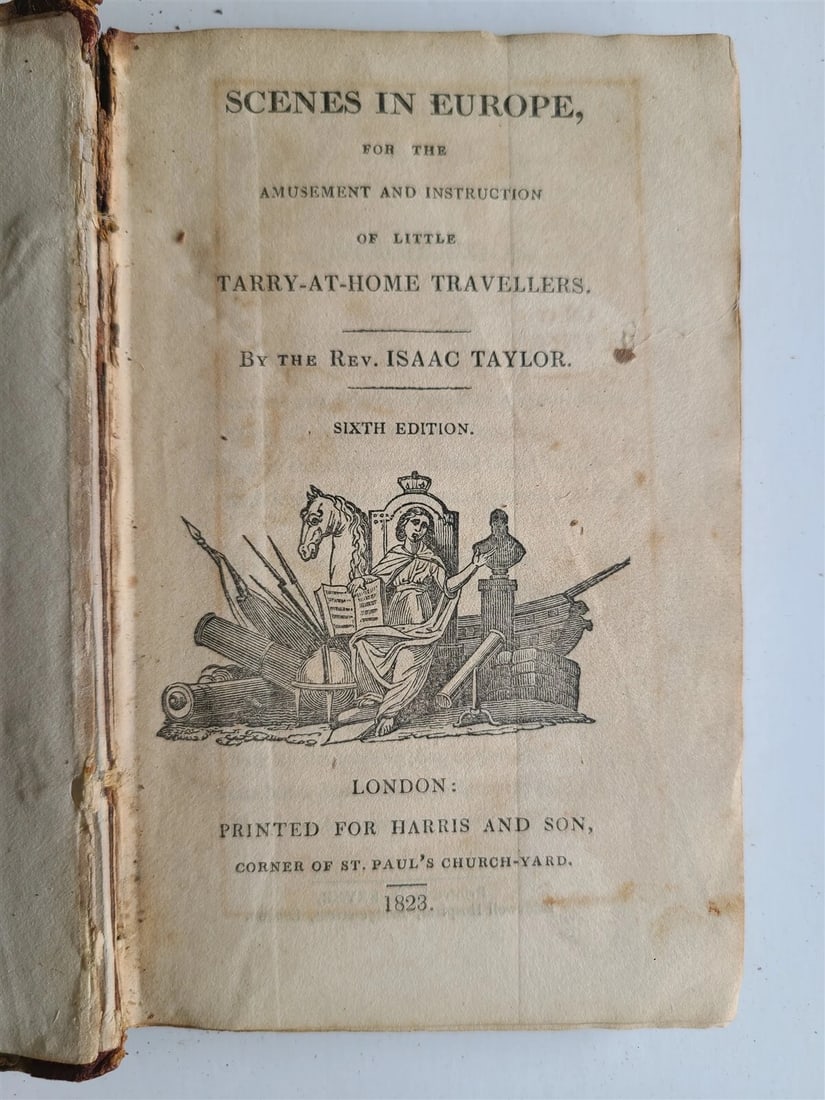 SCENES IN EUROPE,
FOR THE
AMUSEMENT AND INSTRUCTION
OF LITTLE
TARRY-AT-HOME TRAVELLERS.
BY THE REV. ISAAC TAYLOR.
SIXTH EDITION.
LONDON:
PRINTED FOR HARRIS AND SON,
CORNER OF ST. PAUL'S CHURCH-YARD.
1823.